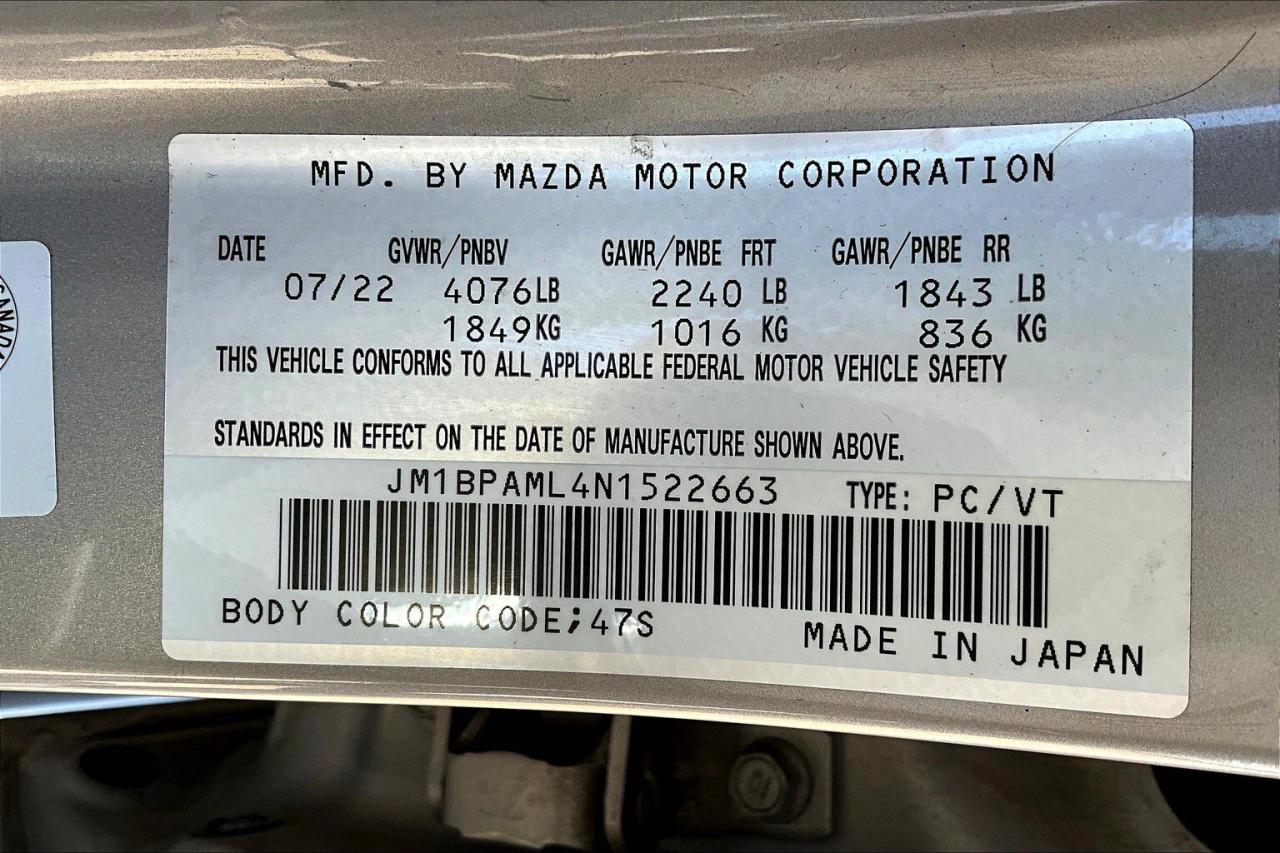 MFD. BY MAZDA MOTOR CORPORATION
DATE GVWR/PNBV GAWR/PNBE FRT GAWR/PNBE RR
07/22 4076LB 2240 LB 1843 LB
1849KG 1016 KG 836 KG
THIS VEHICLE CONFORMS TO ALL APPLICABLE FEDERAL MOTOR VEHICLE SAFETY
STANDARDS IN EFFECT ON THE DATE OF MANUFACTURE SHOWN ABOVE.
JM1BPAML4N1522663 TYPE: PC/VT
BODY COLOR CODE;47S
MADE IN JAPAN
CANADA